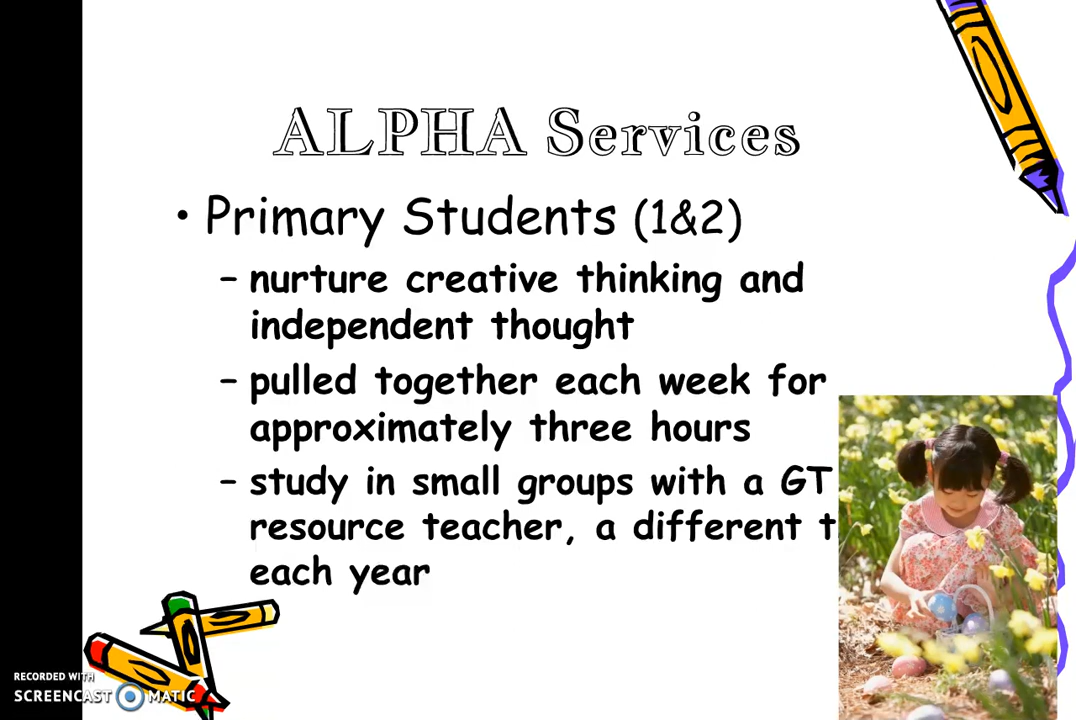 ALPHA Services
• Primary Students (1&2)
– nurture creative thinking and
independent thought
– pulled together each week for
approximately three hours
– study in small groups with a GT
resource teacher, a different
each year
RECORDED WITH
SCREENCAST MATIC